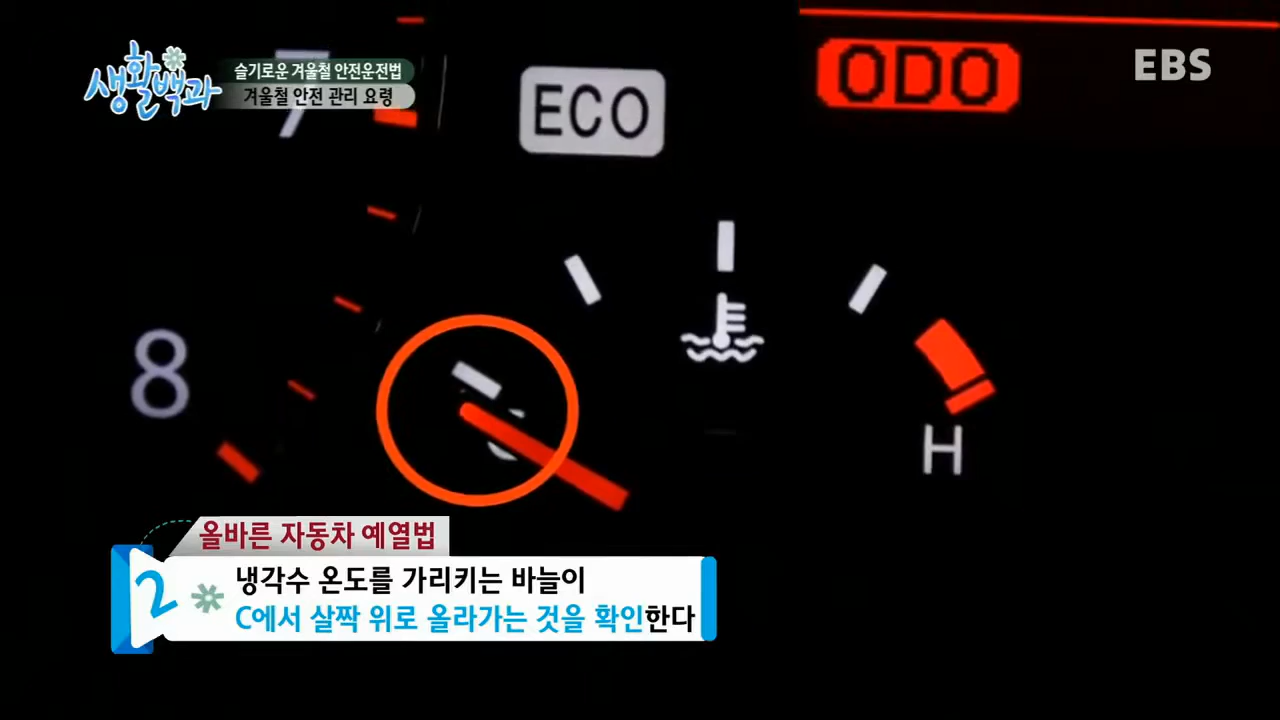 생활백과
슬기로운 겨울철 안전운전법
겨울철 안전 관리 요령
EBS
7
ECO
ODO
8
H
올바른 자동차 예열법
2
냉각수 온도를 가리키는 바늘이
C에서 살짝 위로 올라가는 것을 확인한다